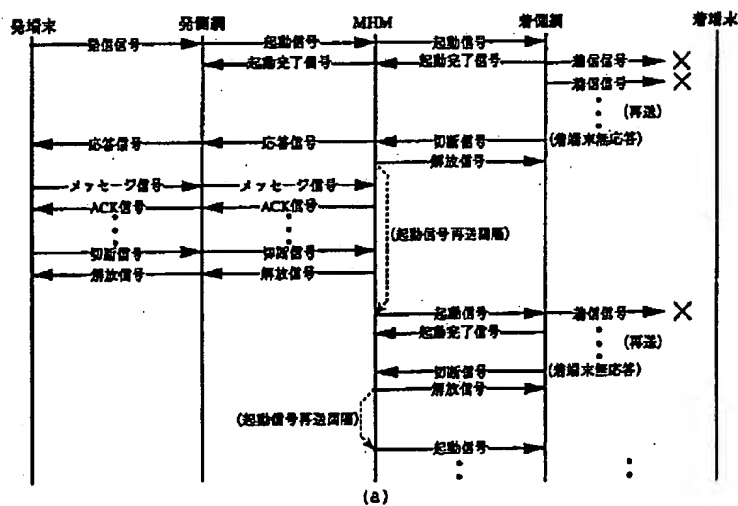 発端末 発側網 MHM 着側網 着端末
発信信号 起動信号 起動信号
起動完了信号 起動完了信号 着信信号
着信信号
(再送)
応答信号 応答信号 切断信号 (着端末無応答)
解放信号
メッセージ信号 メッセージ信号
ACK信号 ACK信号
(起動信号再送間隔)
切断信号 切断信号
解放信号 解放信号
起動信号 着信信号
起動完了信号
(再送)
切断信号 (着端末無応答)
解放信号
(起動信号再送間隔)
起動信号
(a)